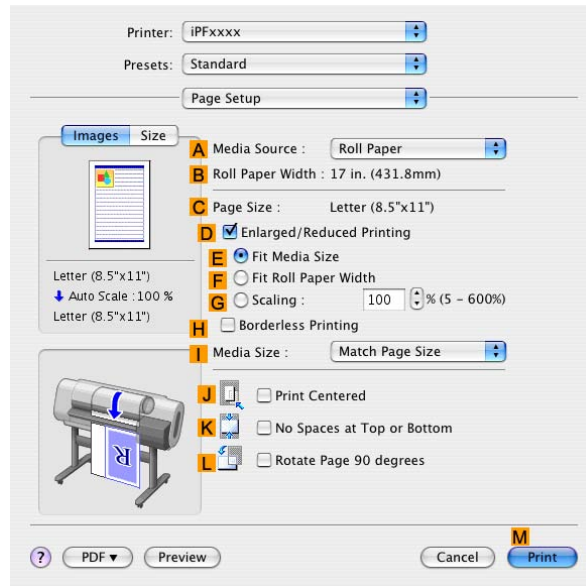 Printer: iPFxxxx
Presets: Standard
Page Setup
Images Size
A Media Source : Roll Paper
B Roll Paper Width : 17 in. (431.8mm)
C Page Size : Letter (8.5"x11")
D Enlarged/Reduced Printing
E Fit Media Size
F Fit Roll Paper Width
G Scaling : 100 % (5 - 600%)
Letter (8.5"x11")
Auto Scale :100 %
Letter (8.5"x11")
H Borderless Printing
I Media Size : Match Page Size
J Print Centered
K No Spaces at Top or Bottom
L Rotate Page 90 degrees
R
M
? PDF▼ Preview Cancel Print